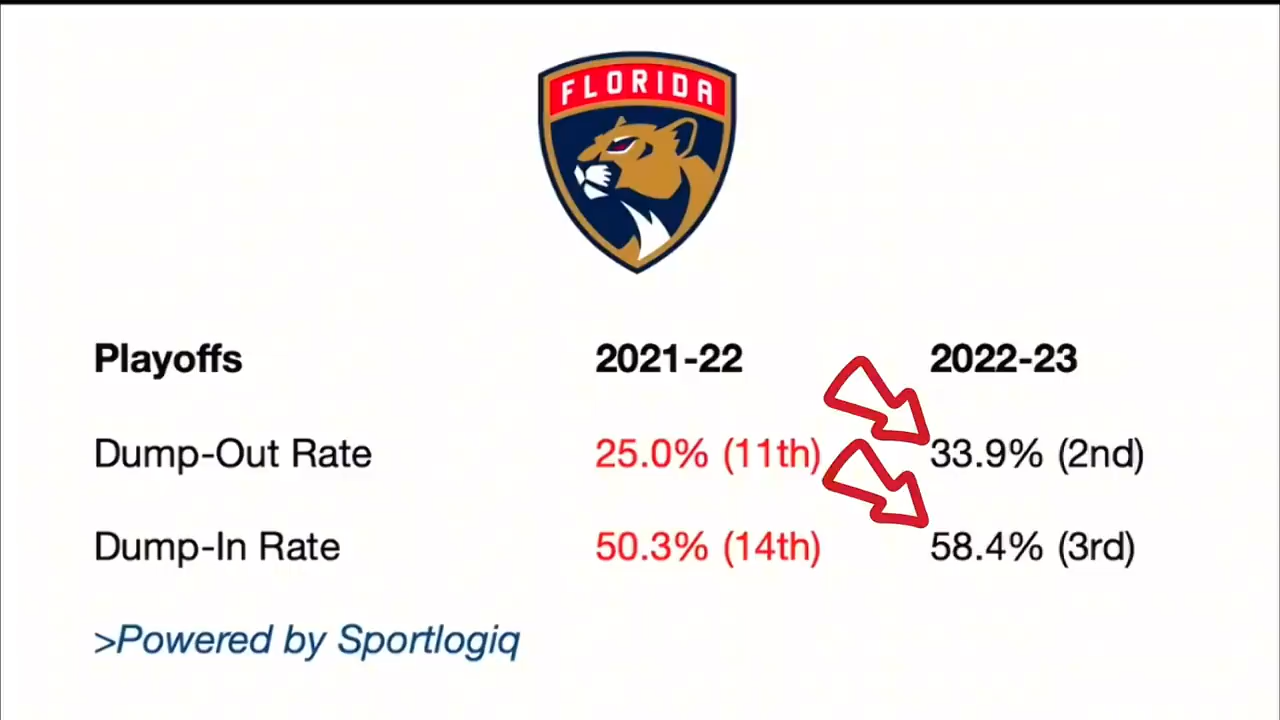 FLORIDA
Playoffs 2021-22 2022-23
Dump-Out Rate 25.0% (11th) 33.9% (2nd)
Dump-In Rate 50.3% (14th) 58.4% (3rd)
>Powered by Sportlogiq